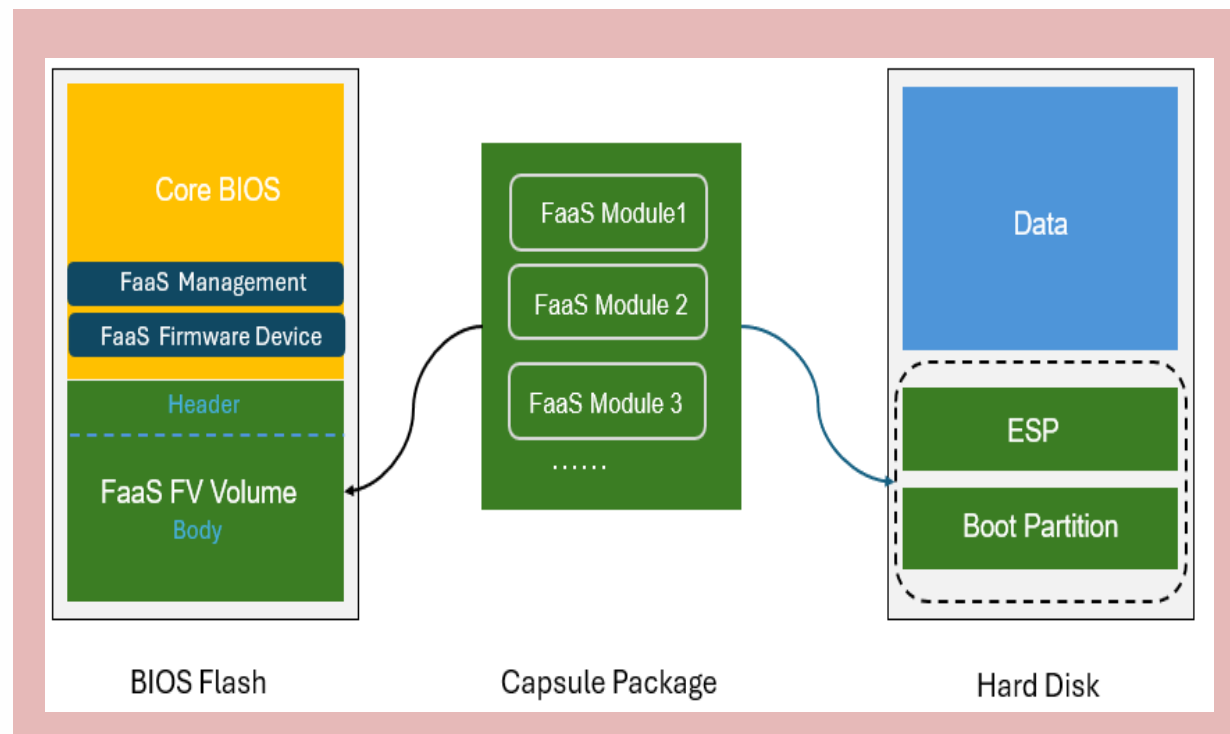 Core BIOS
FaaS Management
FaaS Firmware Device
Header
FaaS FV Volume
Body
BIOS Flash
FaaS Module1
FaaS Module 2
FaaS Module 3
......
Capsule Package
Data
ESP
Boot Partition
Hard Disk